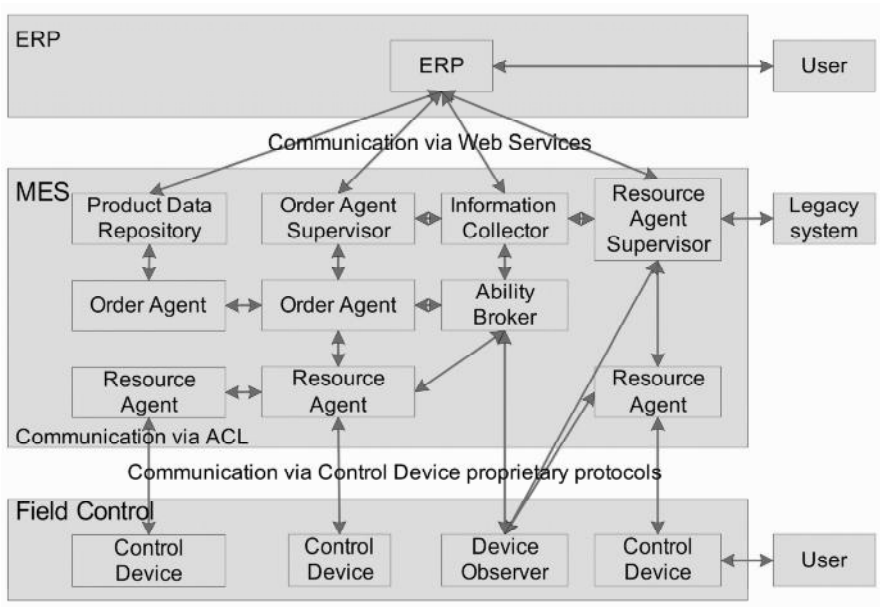 ERP
ERP
User
Communication via Web Services
MES
Product Data
Repository
Order Agent
Supervisor
Information
Collector
Resource
Agent
Supervisor
Legacy
system
Order Agent
Order Agent
Ability
Broker
Resource
Agent
Resource
Agent
Resource
Agent
Communication via ACL
Communication via Control Device proprietary protocols
Field Control
Control
Device
Control
Device
Device
Observer
Control
Device
User